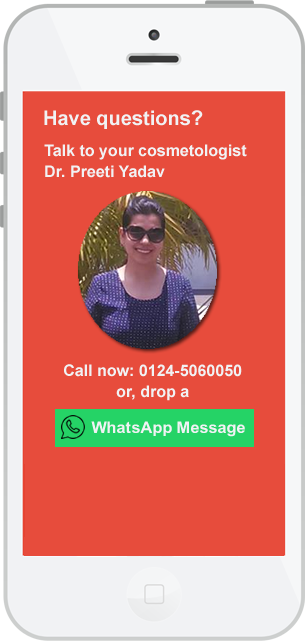 Have questions?
Talk to your cosmetologist
Dr. Preeti Yadav
Call now: 0124-5060050
or, drop a
WhatsApp Message